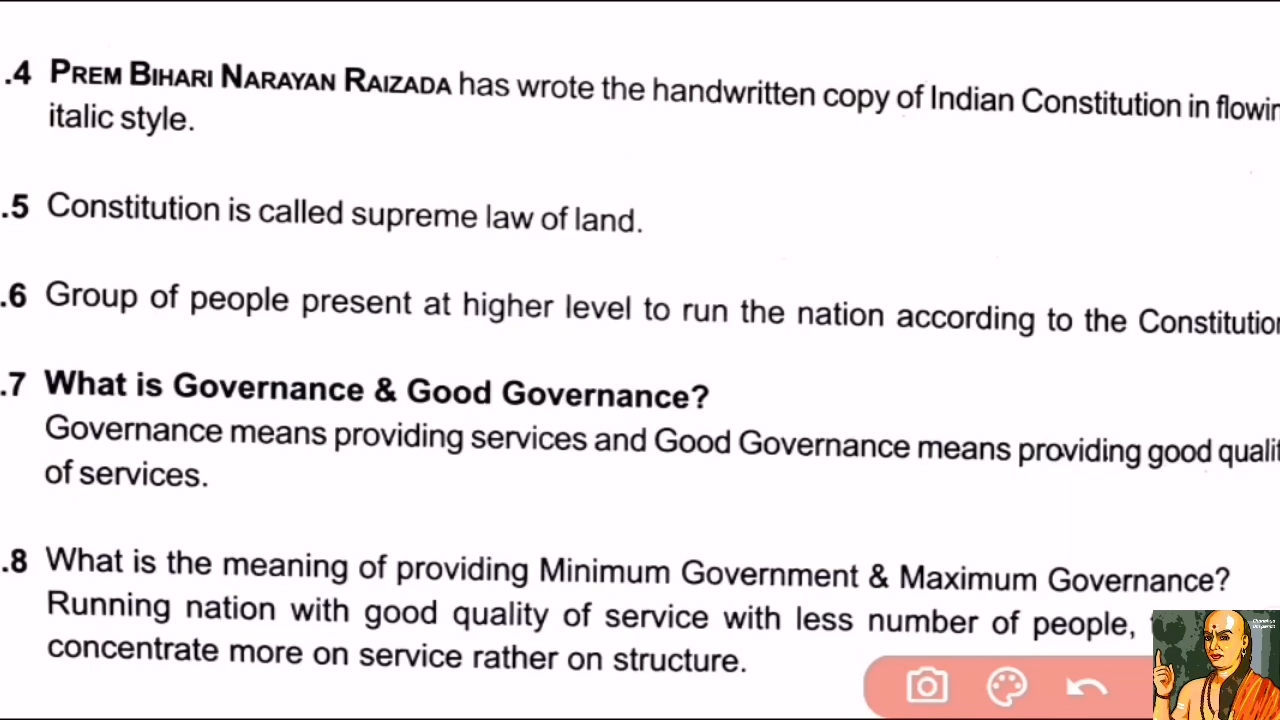 .4 PREM BIHARI NARAYAN RAIZADA has wrote the handwritten copy of Indian Constitution in
italic style.
.5 Constitution is called supreme law of land.
.6 Group of people present at higher level to run the nation according to the
.7 What is Governance & Good Governance?
Governance means providing services and Good Governance means providing good
of services.
.8 What is the meaning of providing Minimum Government & Maximum Governance?
Running nation with good quality of service with less number of people,
concentrate more on service rather on structure.